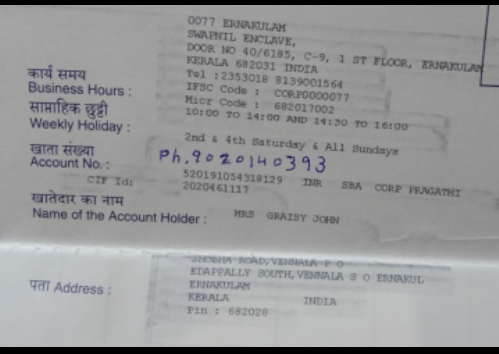 0077 ERNAKULAM
SWAPNIL ENCLAVE,
DOOR NO 40/6185, C-9, 1 ST FLOOR, ERNAKULAM
KERALA 682031 INDIA
कार्य समय Tel :2353018 8139001564
Business Hours : IFSC Code : CORP0000077
साप्ताहिक छुट्टी Micr Code : 682017002
Weekly Holiday : 10:00 TO 14:00 AND 14:30 TO 16:00
2nd & 4th Saturday & All Sundays
खाता संख्या Ph.9020140393
Account No. : 520191054318129 INR SBA CORP PRAGATHI
CIF Id: 2020461117
खातेदार का नाम
Name of the Account Holder : MRS GRAISY JOHN
SHOBHA ROAD, VENNALA P O
EDAPPALLY SOUTH, VENNALA S O ERNAKUL
पता Address : ERNAKULAM
KERALA INDIA
Pin : 682028